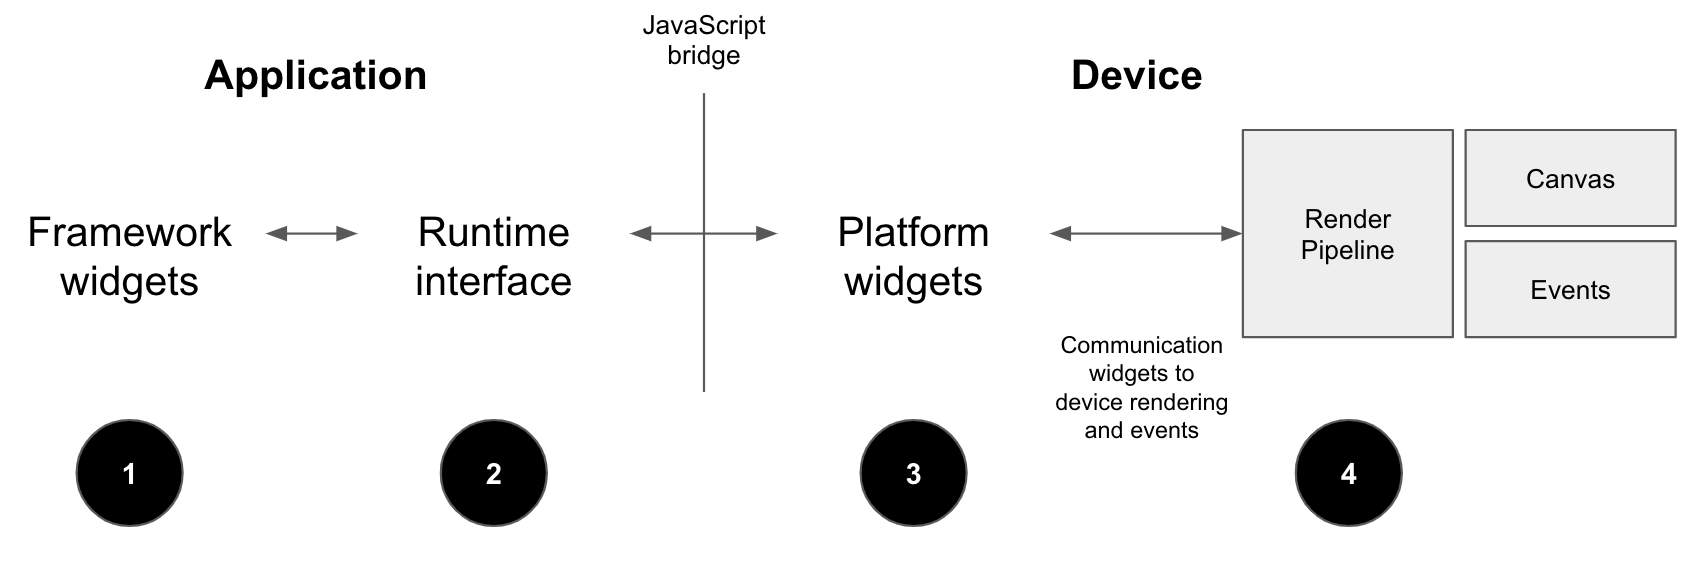 JavaScript
bridge
Application
Device
Framework
widgets
Runtime
interface
Platform
widgets
Render
Pipeline
Canvas
Events
Communication
widgets to
device rendering
and events
1
2
3
4